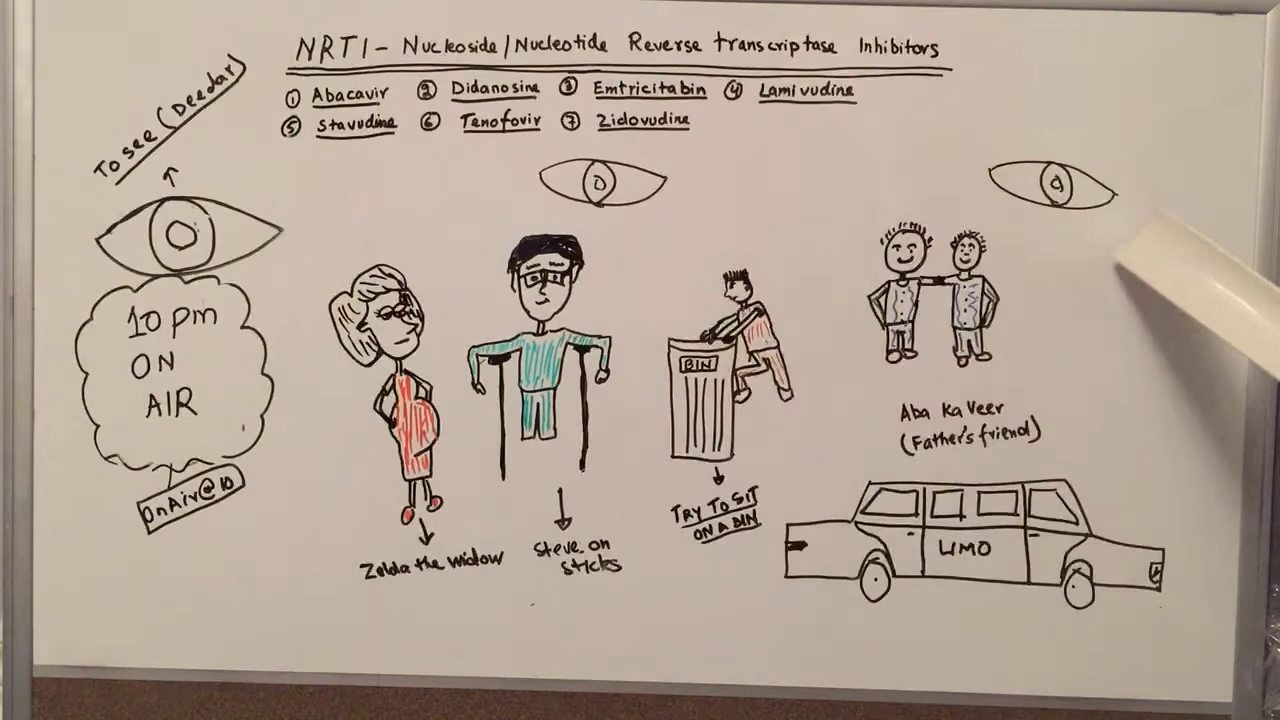 NRTI - Nucleoside/Nucleotide Reverse transcriptase Inhibitors
① Abacavir ② Didanosine ③ Emtricitabin ④ Lamivudine
⑤ Stavudine ⑥ Tenofovir ⑦ Zidovudine
To see (Deedar)
10 pm
ON
AIR
OnAir@10
Zelda the widow
Steve on
sticks
BIN
TRY TO SIT
ON A BIN
Aba Ka Veer
(Father's friend)
LIMO